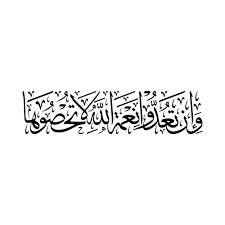 وَإِن تَعُدُّوا نِعْمَةَ اللَّهِ لَا تُحْصُوهَا